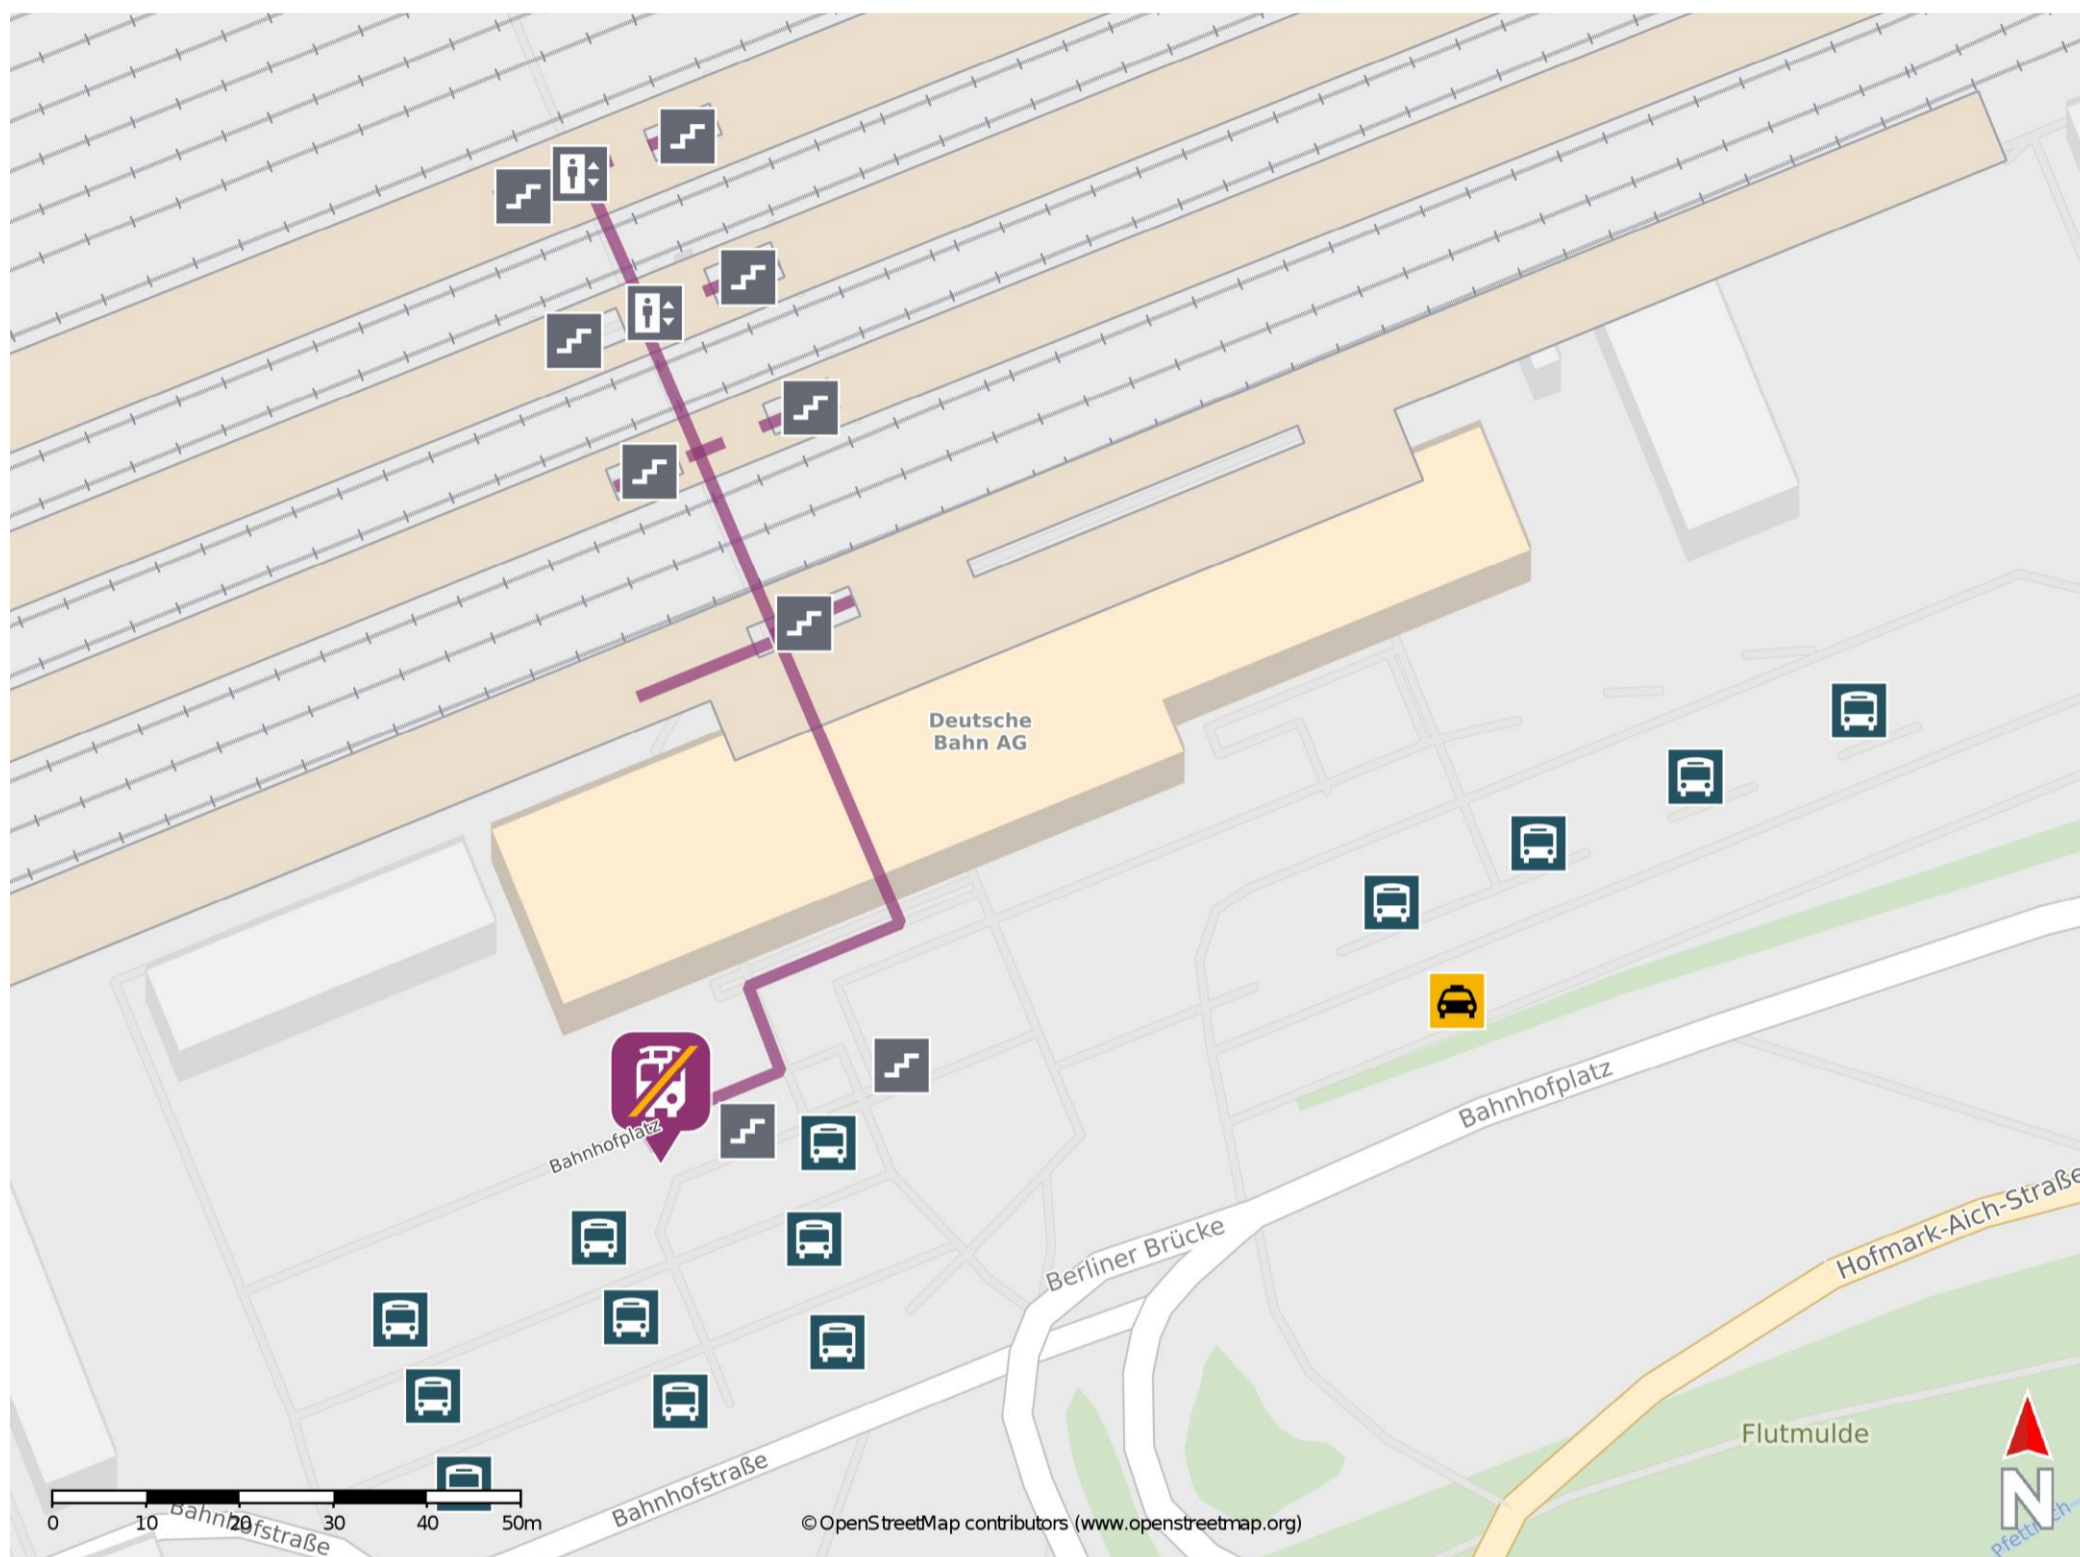 Deutsche
Bahn AG
Bahnhofplatz
Bahnhofplatz
Hofmark-Aich-Straße
Berliner Brücke
Flutmulde
Bahnhofstraße
Bahnhofstraße
0 10 20 30 40 50m
© OpenStreetMap contributors (www.openstreetmap.org)
N